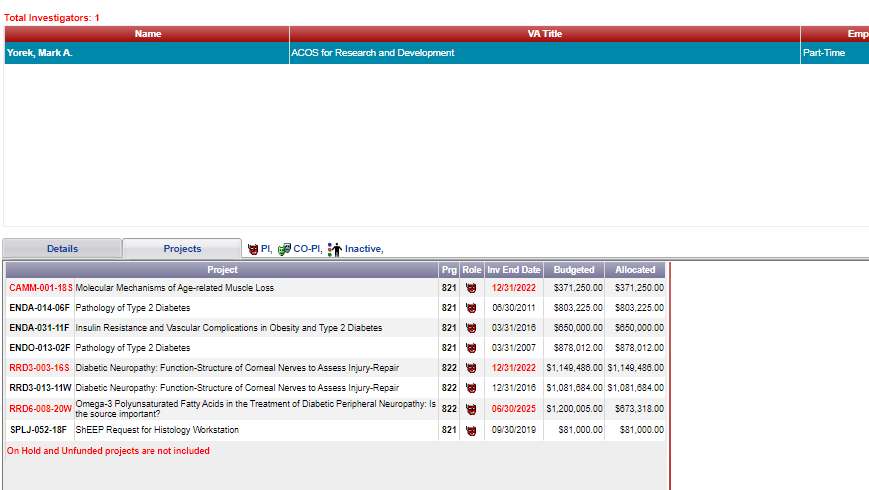 Total Investigators: 1
Name VA Title Emp
Yorek, Mark A. ACOS for Research and Development Part-Time
Details Projects PI, CO-PI, Inactive,
Project Prg Role Inv End Date Budgeted Allocated
CAMM-001-18S Molecular Mechanisms of Age-related Muscle Loss 821 12/31/2022 $371,250.00 $371,250.00
ENDA-014-06F Pathology of Type 2 Diabetes 821 06/30/2011 $803,225.00 $803,225.00
ENDA-031-11F Insulin Resistance and Vascular Complications in Obesity and Type 2 Diabetes 821 03/31/2016 $650,000.00 $650,000.00
ENDO-013-02F Pathology of Type 2 Diabetes 821 03/31/2007 $878,012.00 $878,012.00
RRD3-003-16S Diabetic Neuropathy: Function-Structure of Corneal Nerves to Assess Injury-Repair 822 12/31/2022 $1,149,486.00 $1,149,486.00
RRD3-013-11W Diabetic Neuropathy: Function-Structure of Corneal Nerves to Assess Injury-Repair 822 12/31/2016 $1,081,684.00 $1,081,684.00
RRD6-008-20W Omega-3 Polyunsaturated Fatty Acids in the Treatment of Diabetic Peripheral Neuropathy: Is 822 06/30/2025 $1,200,005.00 $673,318.00
the source important?
SPLJ-052-18F ShEEP Request for Histology Workstation 821 09/30/2019 $81,000.00 $81,000.00
On Hold and Unfunded projects are not included